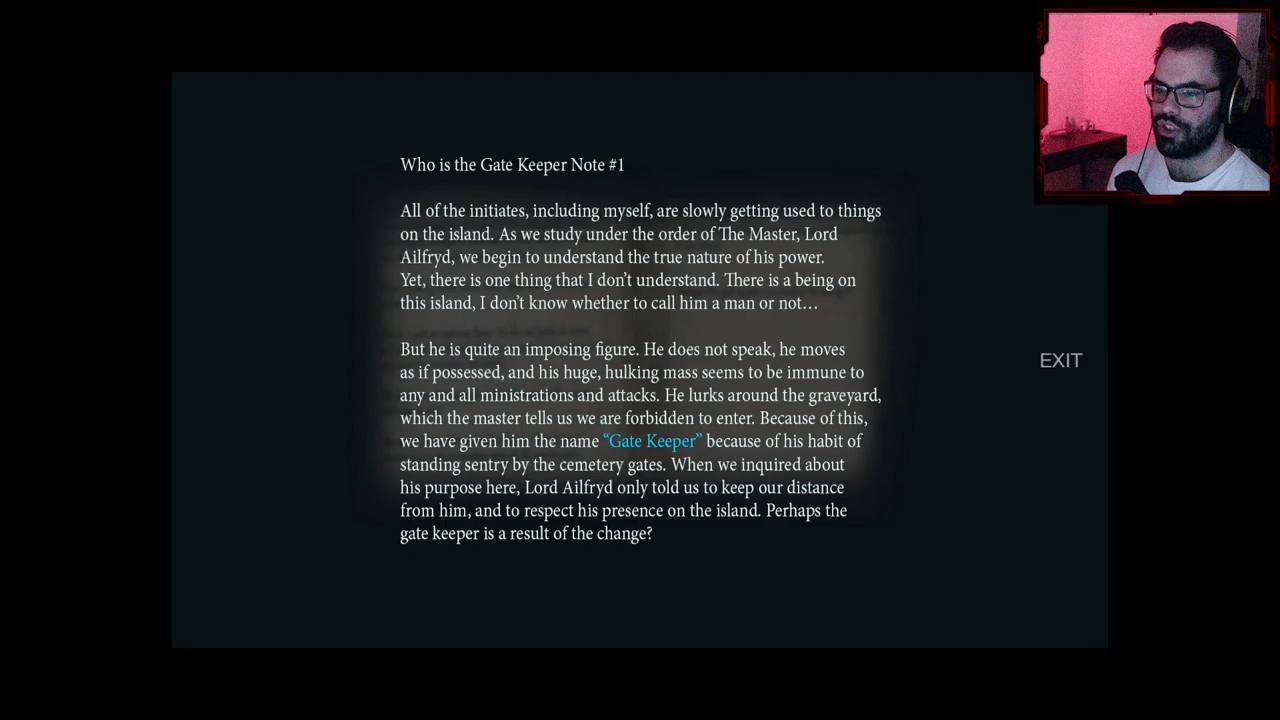 Who is the Gate Keeper Note #1
All of the initiates, including myself, are slowly getting used to things
on the island. As we study under the order of The Master, Lord
Ailfryd, we begin to understand the true nature of his power.
Yet, there is one thing that I don't understand. There is a being on
this island, I don't know whether to call him a man or not…
But he is quite an imposing figure. He does not speak, he moves
as if possessed, and his huge, hulking mass seems to be immune to
any and all ministrations and attacks. He lurks around the graveyard,
which the master tells us we are forbidden to enter. Because of this,
we have given him the name “Gate Keeper” because of his habit of
standing sentry by the cemetery gates. When we inquired about
his purpose here, Lord Ailfryd only told us to keep our distance
from him, and to respect his presence on the island. Perhaps the
gate keeper is a result of the change?
EXIT